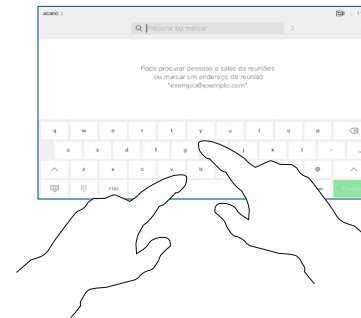 acano >
Procurar ou marcar >
Pode procurar pessoas e salas de reuniões
ou marcar um endereço de reunião
"exemplo@exemplo.com"
q w e r t y u i o p
a s d f g j k l -
z x c v b @
.?123